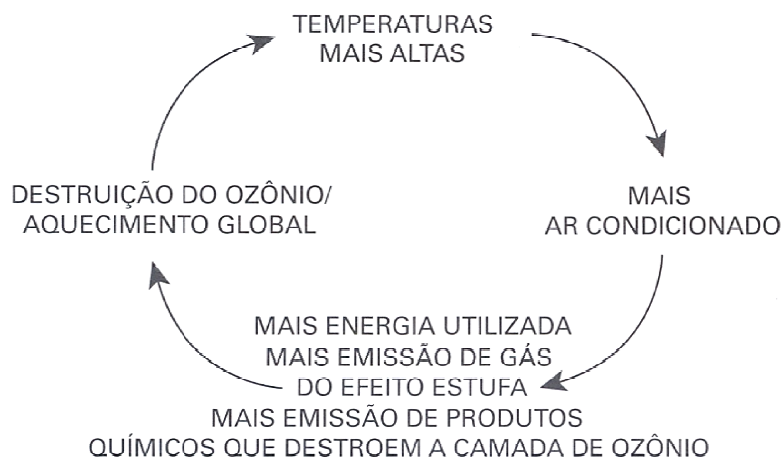 TEMPERATURAS
MAIS ALTAS
MAIS
AR CONDICIONADO
MAIS ENERGIA UTILIZADA
MAIS EMISSÃO DE GÁS
DO EFEITO ESTUFA
MAIS EMISSÃO DE PRODUTOS
QUÍMICOS QUE DESTROEM A CAMADA DE OZÔNIO
DESTRUIÇÃO DO OZÔNIO/
AQUECIMENTO GLOBAL